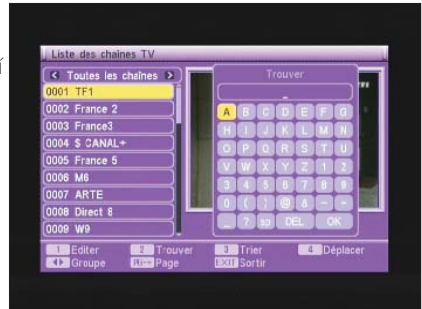 Liste des chaînes TV
Toutes les chaînes
0001 TF1
0002 France 2
0003 France3
0004 $ CANAL+
0005 France 5
0006 M6
0007 ARTE
0008 Direct 8
0009 W9
Trouver
A B C D E F G
H I J K L M N
O P Q R S T U
V W X Y Z 1 2
3 4 5 6 7 8 9
0 ( ) @ &
_ ? DEL OK
1 Editer 2 Trouver 3 Trier 4 Déplacer
Groupe Page EXIT Sortir
í